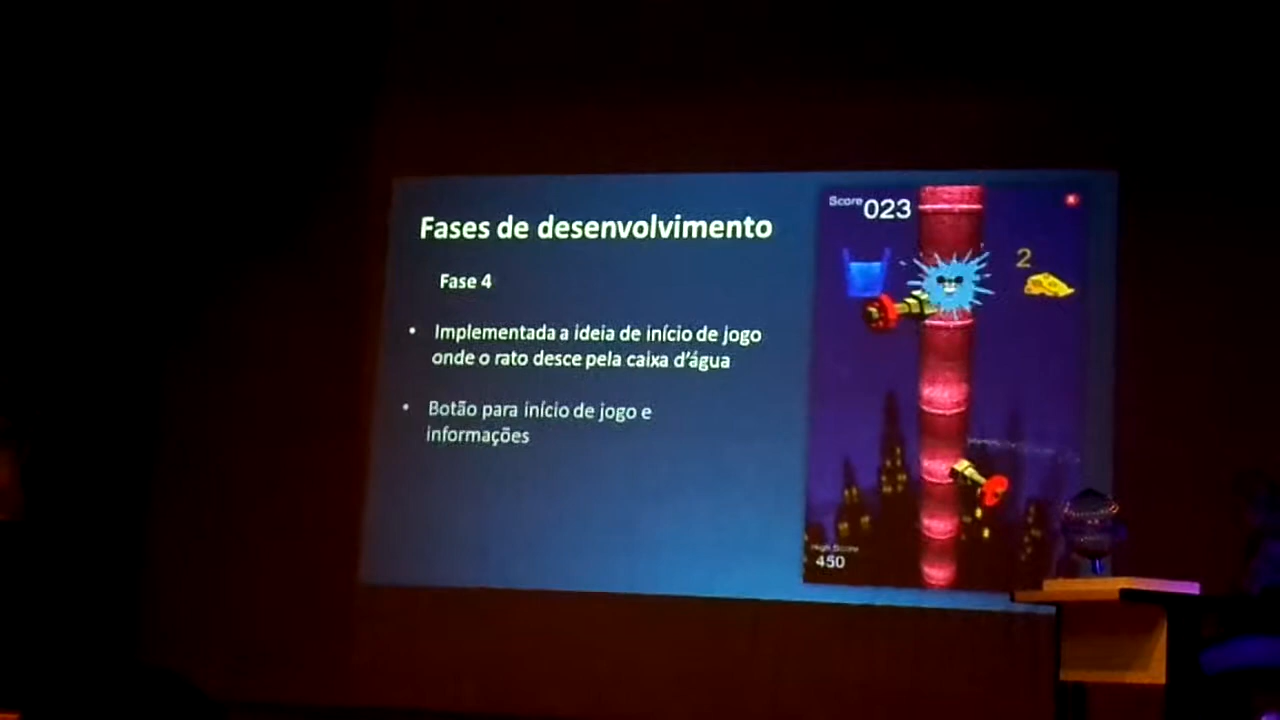 Fases de desenvolvimento
Fase 4
• Implementada a ideia de início de jogo
onde o rato desce pela caixa d'água
• Botão para início de jogo e
informações
Score 023
2
High Score
450